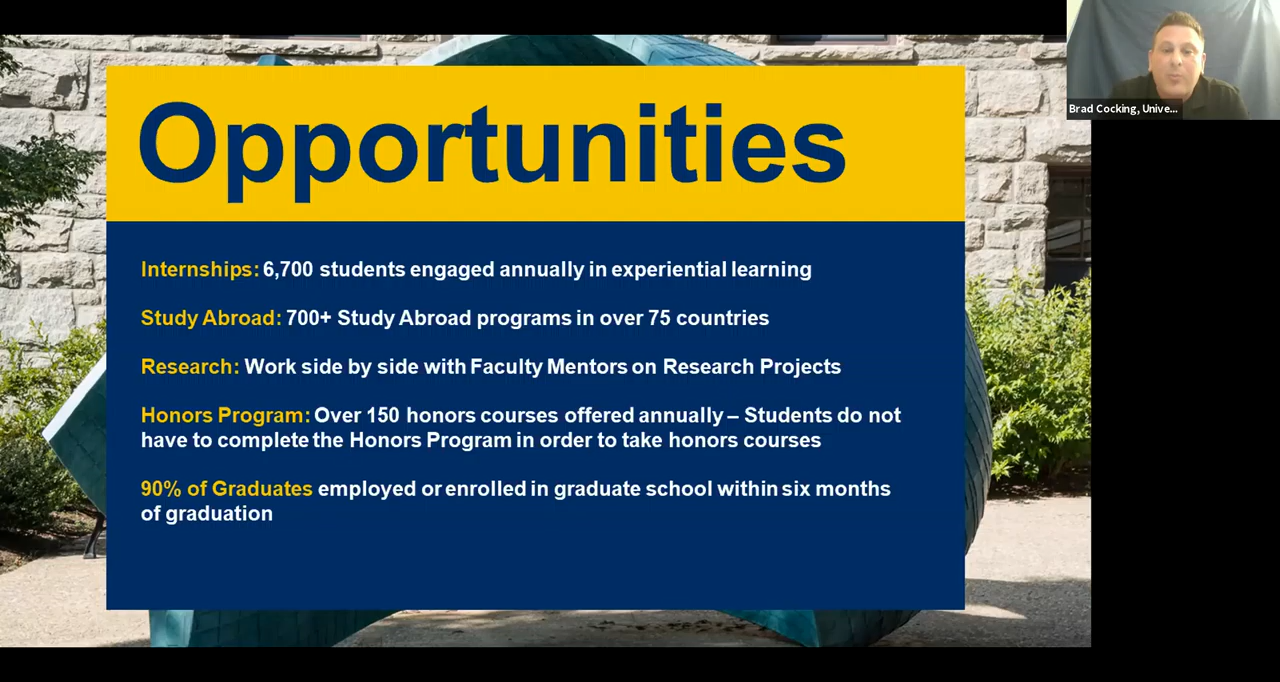 Opportunities
Brad Cocking, Unive...
Internships: 6,700 students engaged annually in experiential learning
Study Abroad: 700+ Study Abroad programs in over 75 countries
Research: Work side by side with Faculty Mentors on Research Projects
Honors Program: Over 150 honors courses offered annually – Students do not
have to complete the Honors Program in order to take honors courses
90% of Graduates employed or enrolled in graduate school within six months
of graduation